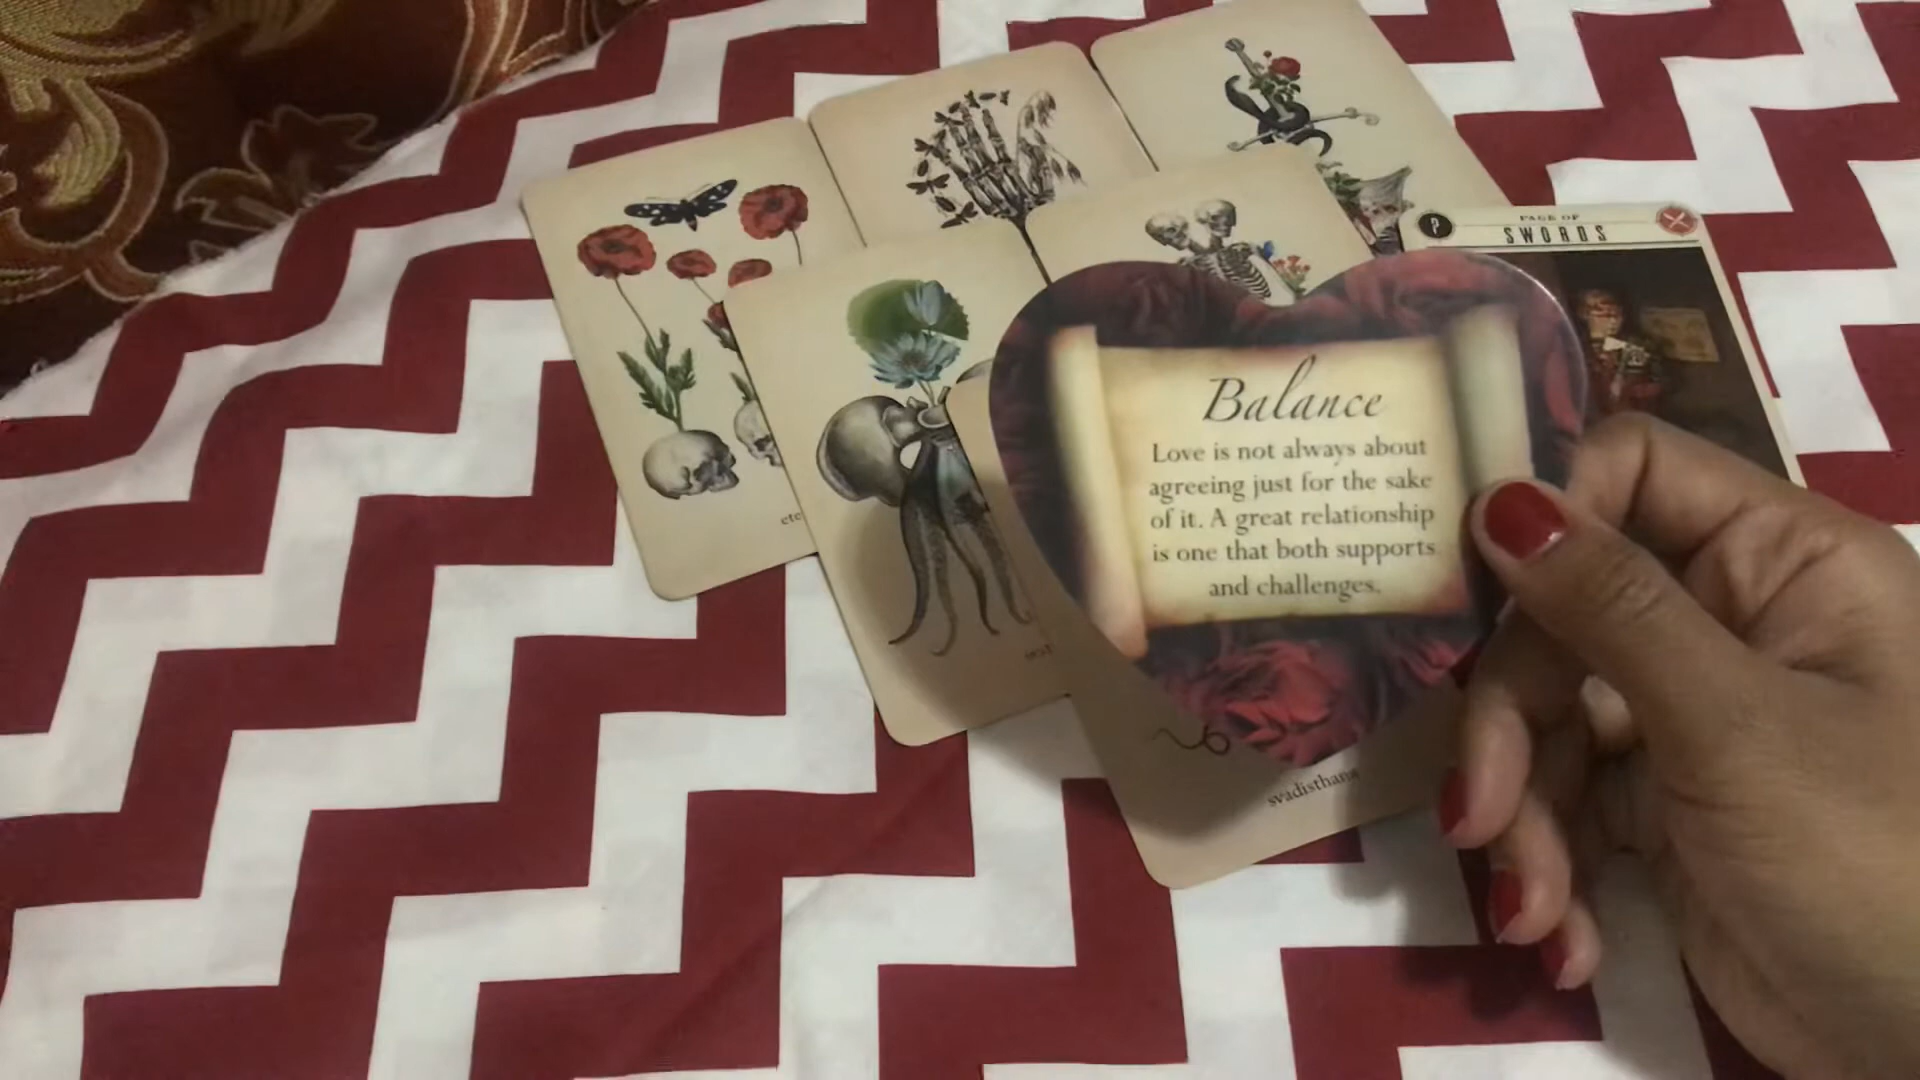 PAGE OF
SWORDS
P
Balance
Love is not always about
agreeing just for the sake
of it. A great relationship
is one that both supports
and challenges.
svadisthana